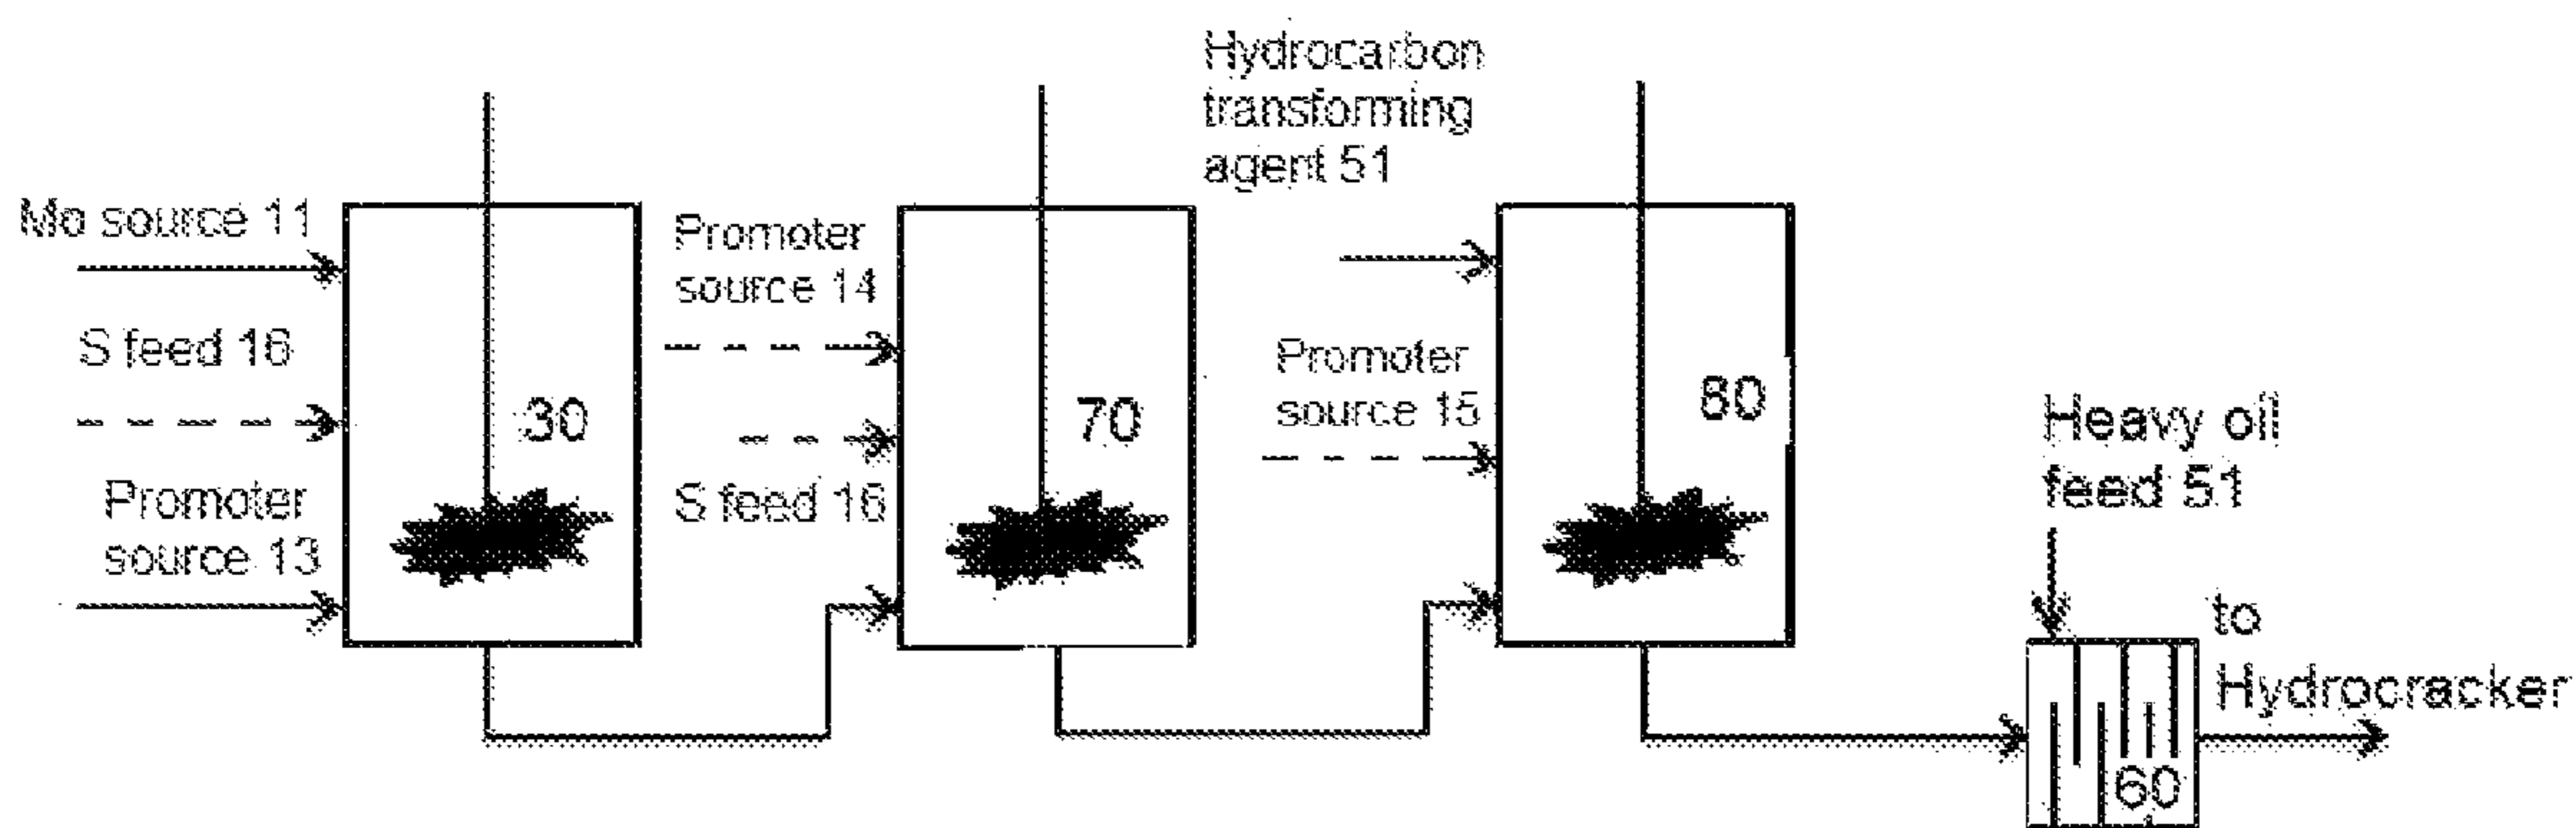 Hydrocarbon
transforming
agent 51
Mo source 11
Promoter
source 14
S feed 16
Promoter
source 15
30
70
80
Heavy oil
feed 51
Promoter
source 13
S feed 16
to
Hydrocracker
60